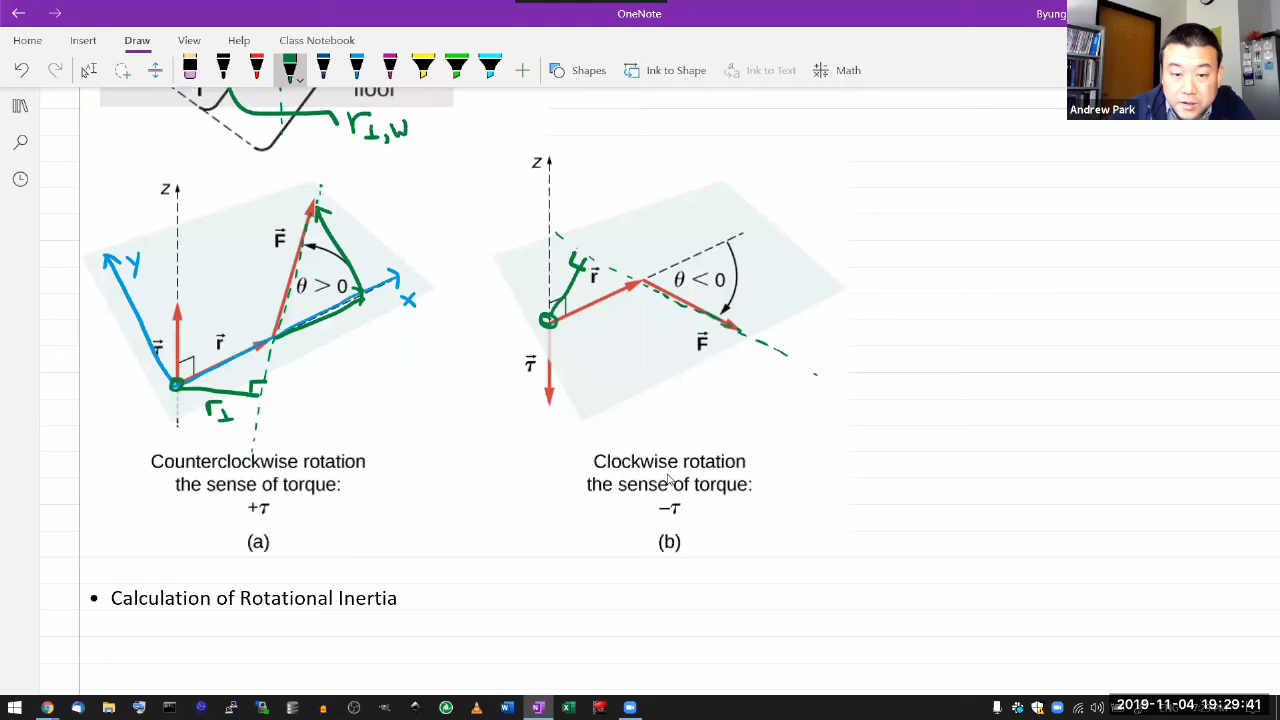 OneNote
Byung
Home Insert Draw View Help Class Notebook
Shapes Ink to Shape Ink to Text Math
Andrew Park
floor
r⊥,w
z
F⃗
θ > 0
y
x
τ⃗
r⃗
r⊥
Counterclockwise rotation
the sense of torque:
+τ
(a)
z
r⃗
θ < 0
F⃗
τ⃗
Clockwise rotation
the sense of torque:
–τ
(b)
• Calculation of Rotational Inertia
2019-11-04 19:29:41